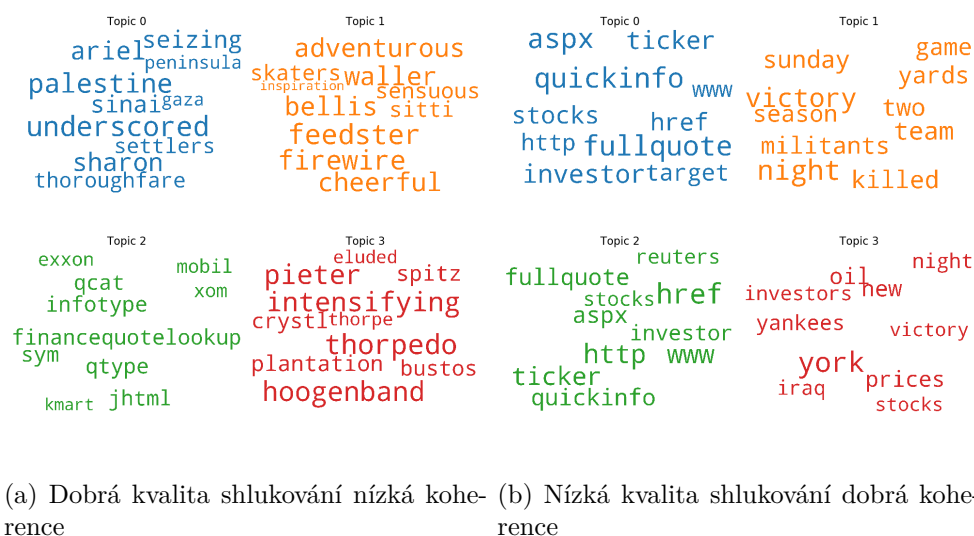 Topic 0
ariel seizing
peninsula
palestine
sinai gaza
underscored
settlers
sharon
thoroughfare
Topic 1
adventurous
skaters waller
inspiration sensuous
bellis sitti
feedster
firewire
cheerful
Topic 0
aspx ticker
quickinfo www
stocks href
http fullquote
investor target
Topic 1
game
sunday
yards
victory two
season
team
militants
night killed
Topic 2
exxon mobil
qcat xom
infotype
financequotelookup
sym qtype
kmart jhtml
Topic 3
eluded
pieter spitz
intensifying
crystl thorpe
thorpedo
plantation bustos
hoogenband
Topic 2
reuters
fullquote
stocks href
aspx
investor
http www
ticker
quickinfo
Topic 3
night
oil
investors new
yankees victory
york
iraq prices
stocks
(a) Dobrá kvalita shlukování nízká kohe-
rence
(b) Nízká kvalita shlukování dobrá kohe-
rence